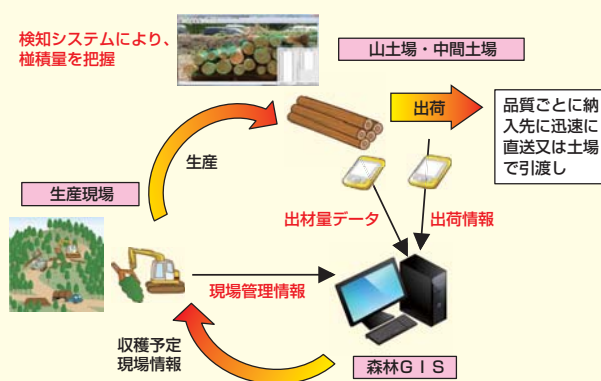 検知システムにより、
椪積量を把握
山土場・中間土場
出荷
品質ごとに納
入先に迅速に
直送又は土場
で引渡し
生産
生産現場
出材量データ
出荷情報
現場管理情報
収穫予定
現場情報
森林ＧＩＳ